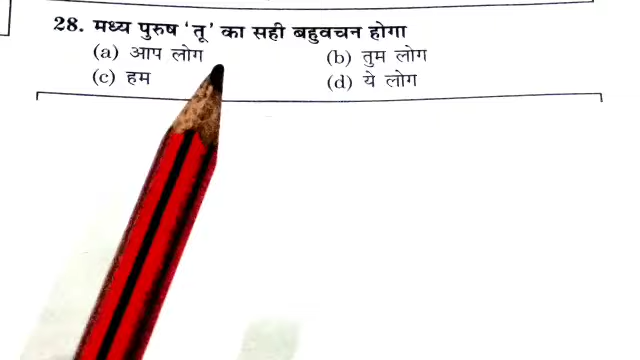 28. मध्य पुरुष ‘तू’ का सही बहुवचन होगा
(a) आप लोग (b) तुम लोग
(c) हम (d) ये लोग